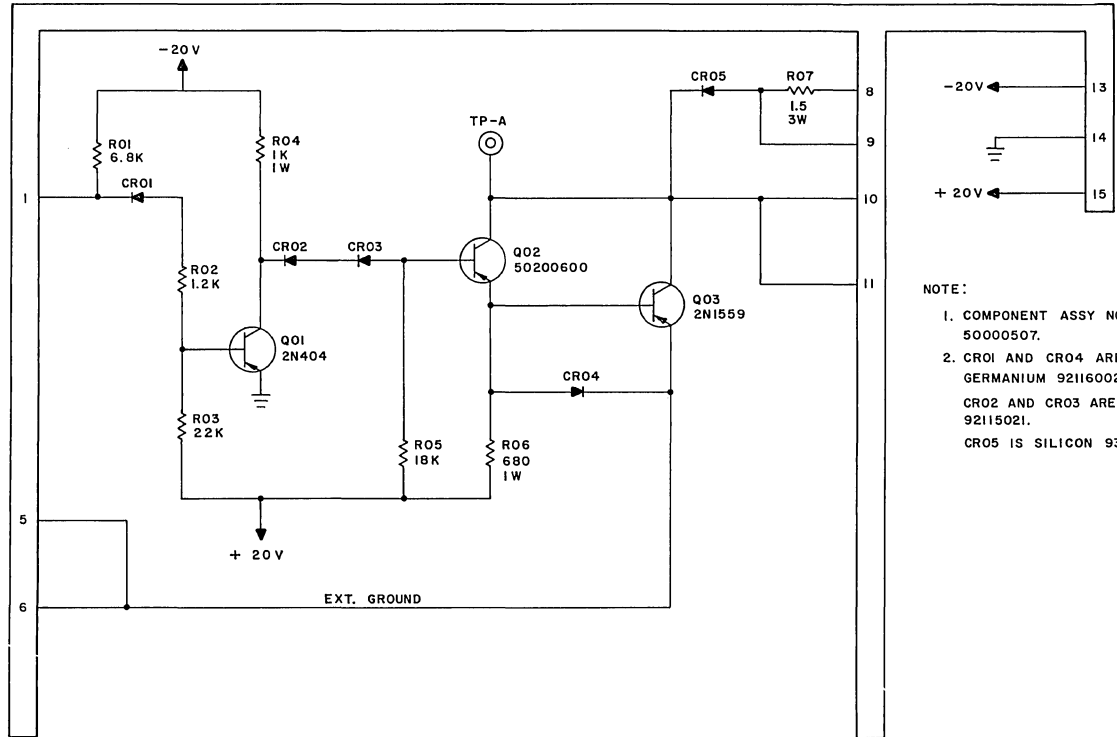 -20V
R01
6.8K
R04
1K
1W
TP-A
CR05
R07
1.5
3W
8
9
-20V
13
14
+ 20V
15
1
CR01
10
R02
1.2K
CR02
CR03
Q02
50200600
11
Q03
2N1559
Q01
2N404
CR04
R03
22K
R05
18K
R06
680
1W
5
+ 20V
6
EXT. GROUND
NOTE:
1. COMPONENT ASSY
50000507.
2. CR01 AND CR04
GERMANIUM 92116002
CR02 AND CR03 ARE
92115021.
CR05 IS SILICON